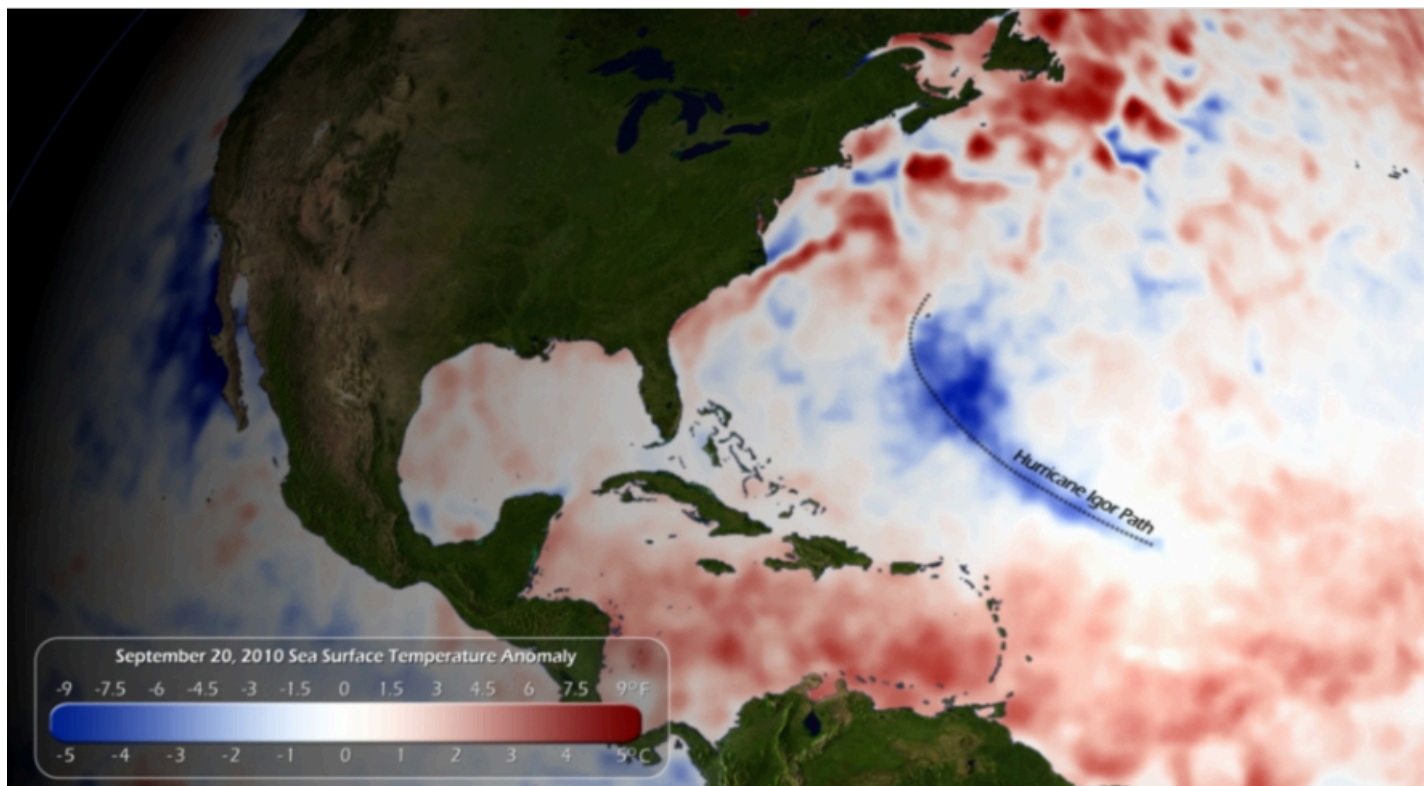 Hurricane Igor Path
September 20, 2010 Sea Surface Temperature Anomaly
-9 -7.5 -6 -4.5 -3 -1.5 0 1.5 3 4.5 6 7.5 9°F
-5 -4 -3 -2 -1 0 1 2 3 4 5°C